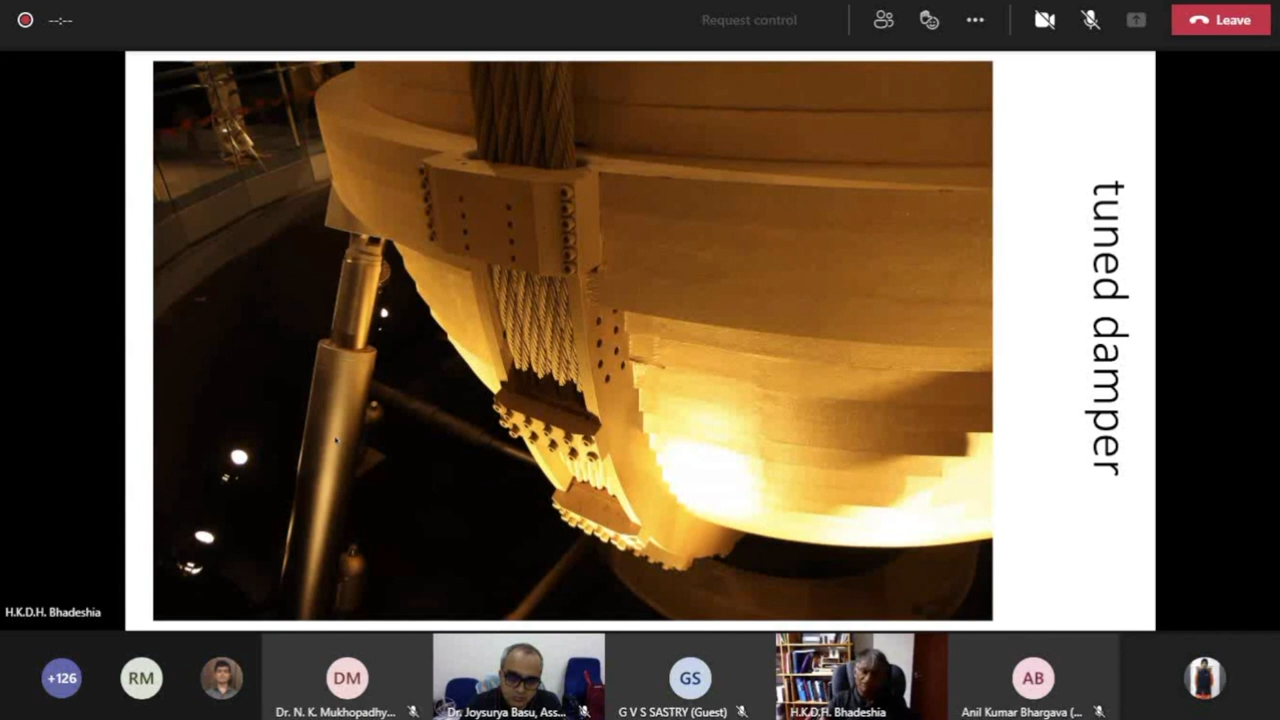 --:--
Request control
Leave
tuned damper
H.K.D.H. Bhadeshia
+126
RM
DM
GS
AB
Dr. N. K. Mukhopadhy...
Dr. Joysurya Basu, Ass...
G V S SASTRY (Guest)
H.K.D.H. Bhadeshia
Anil Kumar Bhargava (...